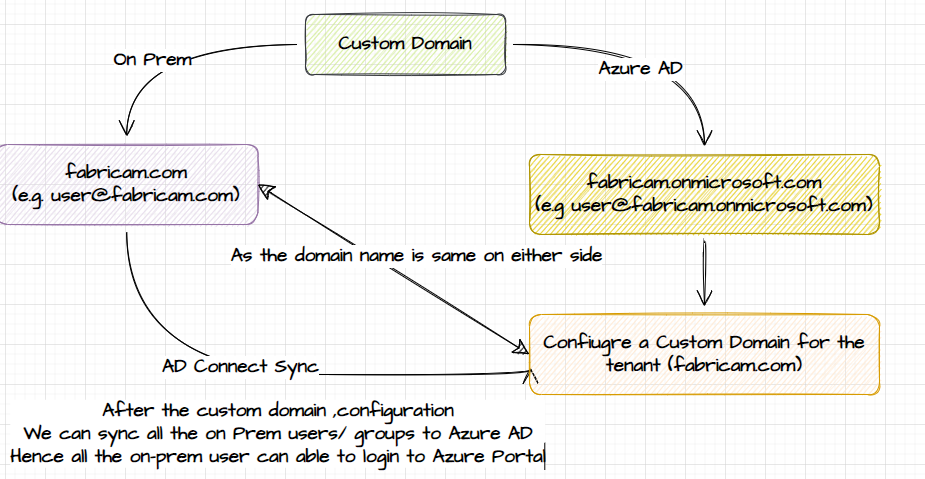 Custom Domain
On Prem
Azure AD
fabricam.com
(e.g. user@fabricam.com)
fabricam.onmicrosoft.com
(e.g user@fabricam.onmicrosoft.com)
As the domain name is same on either side
Confiugre a Custom Domain for the
tenant (fabricam.com)
AD Connect Sync
After the custom domain ,configuration
We can sync all the on Prem users/ groups to Azure AD
Hence all the on-prem user can able to login to Azure Portal